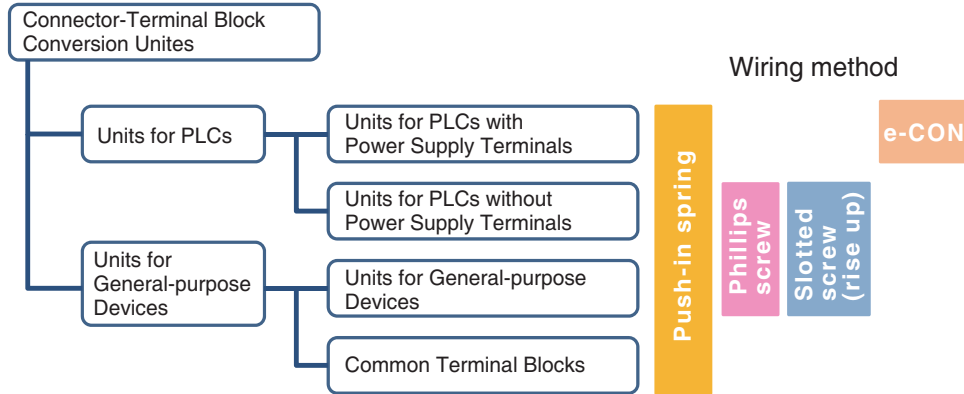 Connector-Terminal Block
Conversion Unites
Wiring method
Units for PLCs
Units for PLCs with
Power Supply Terminals
Units for PLCs without
Power Supply Terminals
Units for
General-purpose
Devices
Units for General-purpose
Devices
Common Terminal Blocks
Push-in spring
Phillips
screw
Slotted
screw
(rise up)
e-CON